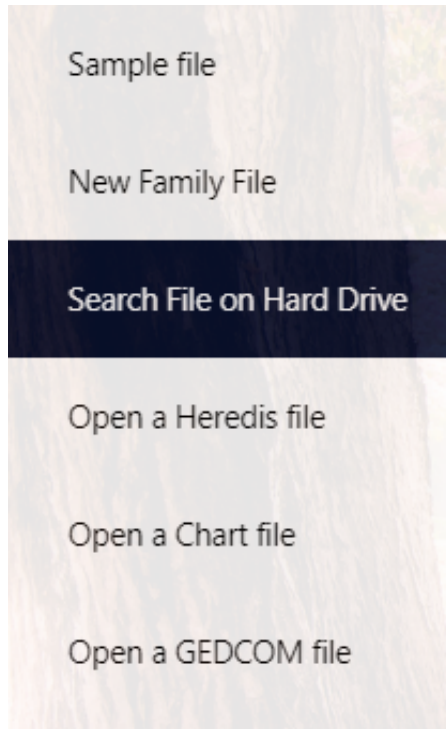 Sample file
New Family File
Search File on Hard Drive
Open a Heredis file
Open a Chart file
Open a GEDCOM file